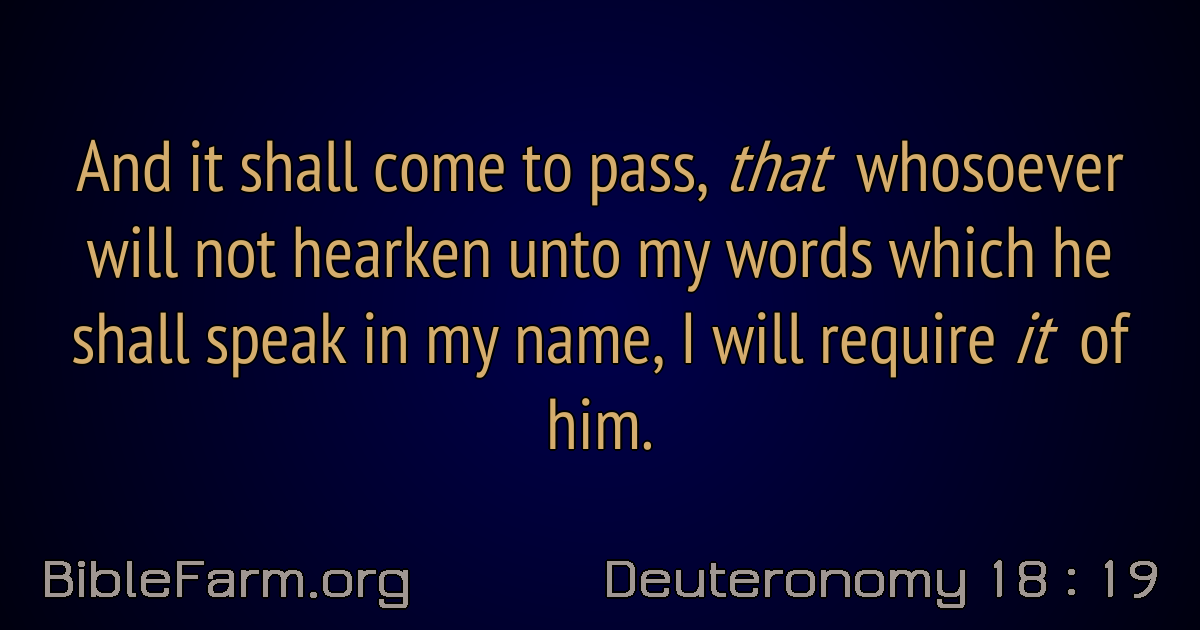 And it shall come to pass, that whosoever
will not hearken unto my words which he
shall speak in my name, I will require it of
him.
BibleFarm.org
Deuteronomy 18:19